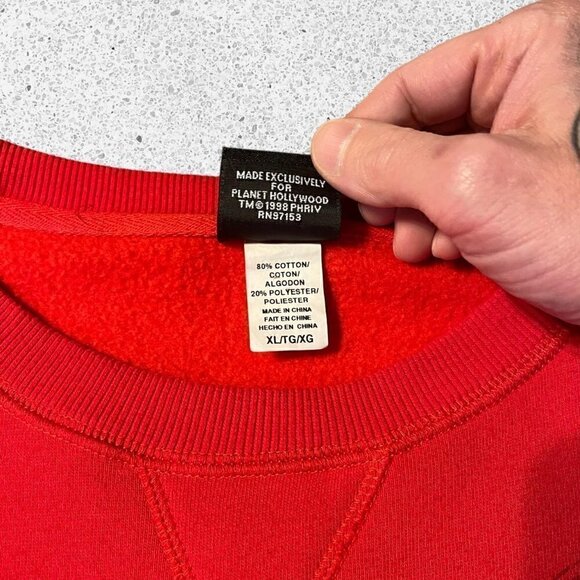 MADE EXCLUSIVELY
FOR
PLANET HOLLYWOOD
TM©1998 PHRIV
RN97153
80% COTTON/
COTON/
ALGODON
20% POLYESTER/
POLIESTER
MADE IN CHINA
FAIT EN CHINE
HECHO EN CHINA
XL/TG/XG